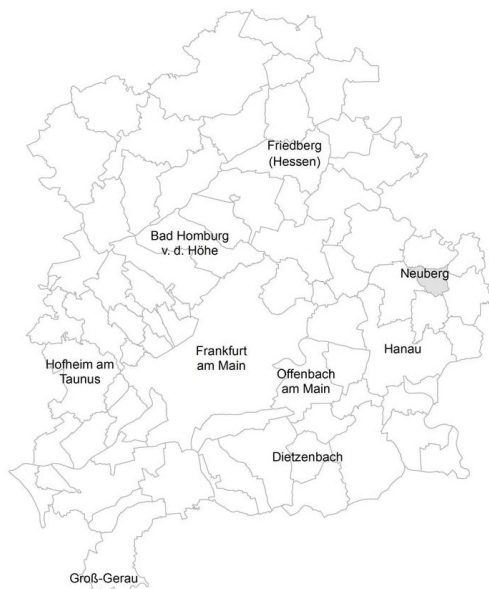 Friedberg
(Hessen)
Bad Homburg
v. d. Höhe
Neuberg
Hofheim am
Taunus
Frankfurt
am Main
Offenbach
am Main
Hanau
Dietzenbach
Groß-Gerau